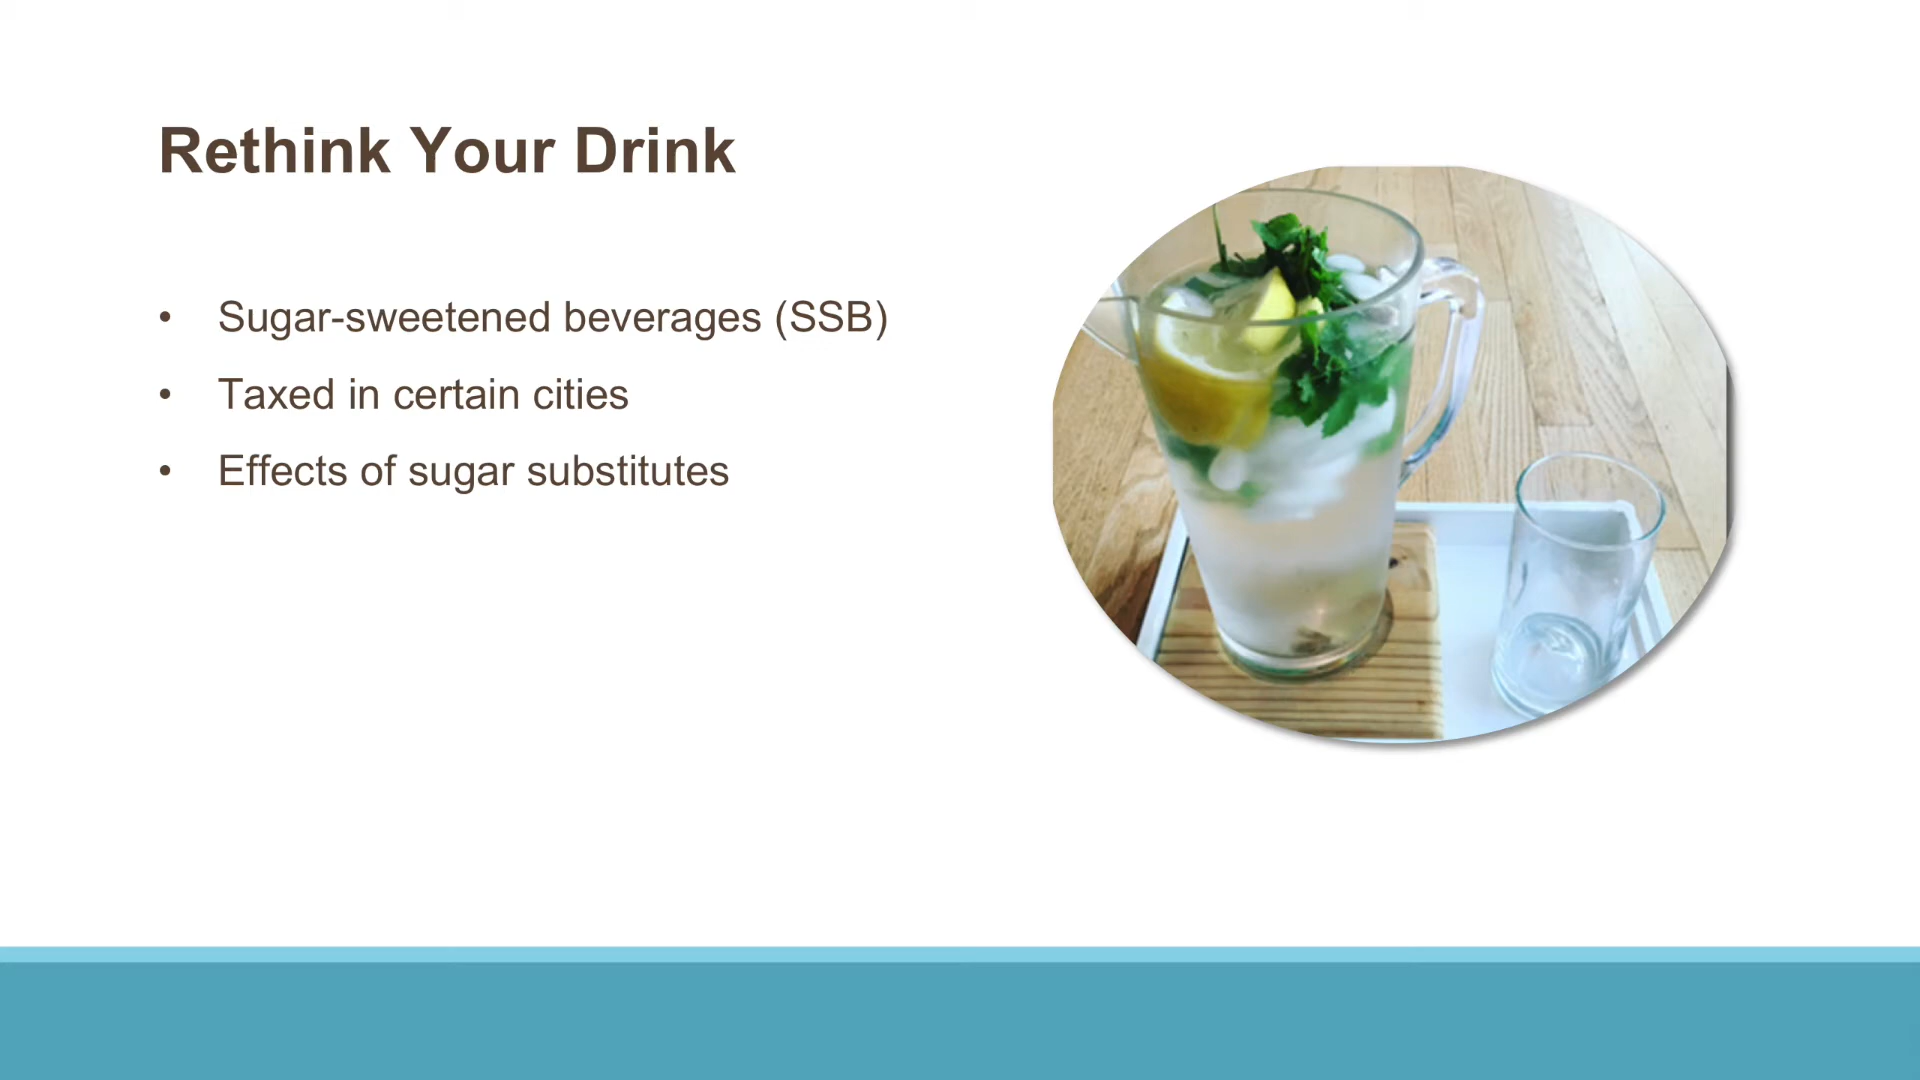 Rethink Your Drink
• Sugar-sweetened beverages (SSB)
• Taxed in certain cities
• Effects of sugar substitutes